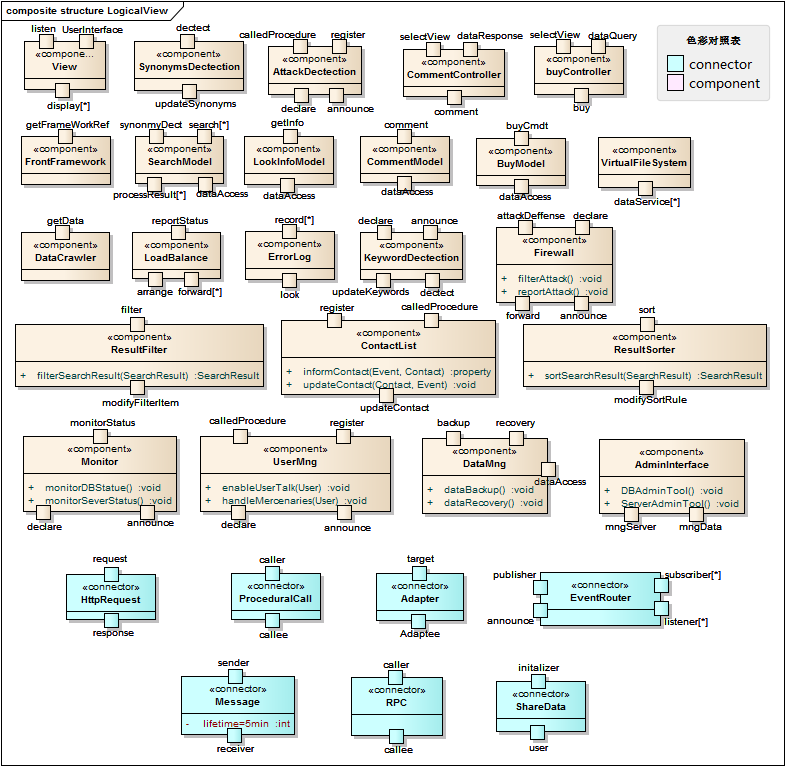 composite structure LogicalView
listen UserInterface
«compone...
View
display[*]
dectect
«component»
SynonymsDectection
updateSynonyms
calledProcedure register
«component»
AttackDectection
declare announce
selectView dataResponse
«component»
CommentController
comment
selectView dataQuery
«component»
buyController
buy
色彩对照表
connector
component
getFrameWorkRef
«component»
FrontFramework
synonmyDect search[*]
«component»
SearchModel
processResult[*] dataAccess
getInfo
«component»
LookInfoModel
dataAccess
comment
«component»
CommentModel
dataAccess
buyCmdt
«component»
BuyModel
dataAccess
«component»
VirtualFileSystem
dataService[*]
getData
«component»
DataCrawler
reportStatus
«component»
LoadBalance
arrange forward[*]
record[*]
«component»
ErrorLog
look
declare announce
«component»
KeywordDectection
updateKeywords dectect
attackDeffense declare
«component»
Firewall
+ filterAttack() :void
+ reportAttack() :void
forward announce
filter
«component»
ResultFilter
+ filterSearchResult(SearchResult) :SearchResult
modifyFilterItem
register calledProcedure
«component»
ContactList
+ informContact(Event, Contact) :property
+ updateContact(Contact, Event) :void
updateContact
sort
«component»
ResultSorter
+ sortSearchResult(SearchResult) :SearchResult
modifySortRule
monitorStatus
«component»
Monitor
+ monitorDBStatue() :void
+ monitorSeverStatus() :void
declare announce
calledProcedure register
«component»
UserMng
+ enableUserTalk(User) :void
+ handleMercenaries(User) :void
declare announce
backup recovery
«component»
DataMng
+ dataBackup() :void
+ dataRecovery() :void
dataAccess
«component»
AdminInterface
+ DBAdminTool() :void
+ ServerAdminTool() :void
mngServer mngData
request
«connector»
HttpRequest
response
caller
«connector»
ProceduralCall
callee
target
«connector»
Adapter
Adaptee
publisher subscriber[*]
«connector»
EventRouter
announce listener[*]
sender
«connector»
Message
- lifetime=5min :int
receiver
caller
«connector»
RPC
callee
initalizer
«connector»
ShareData
user